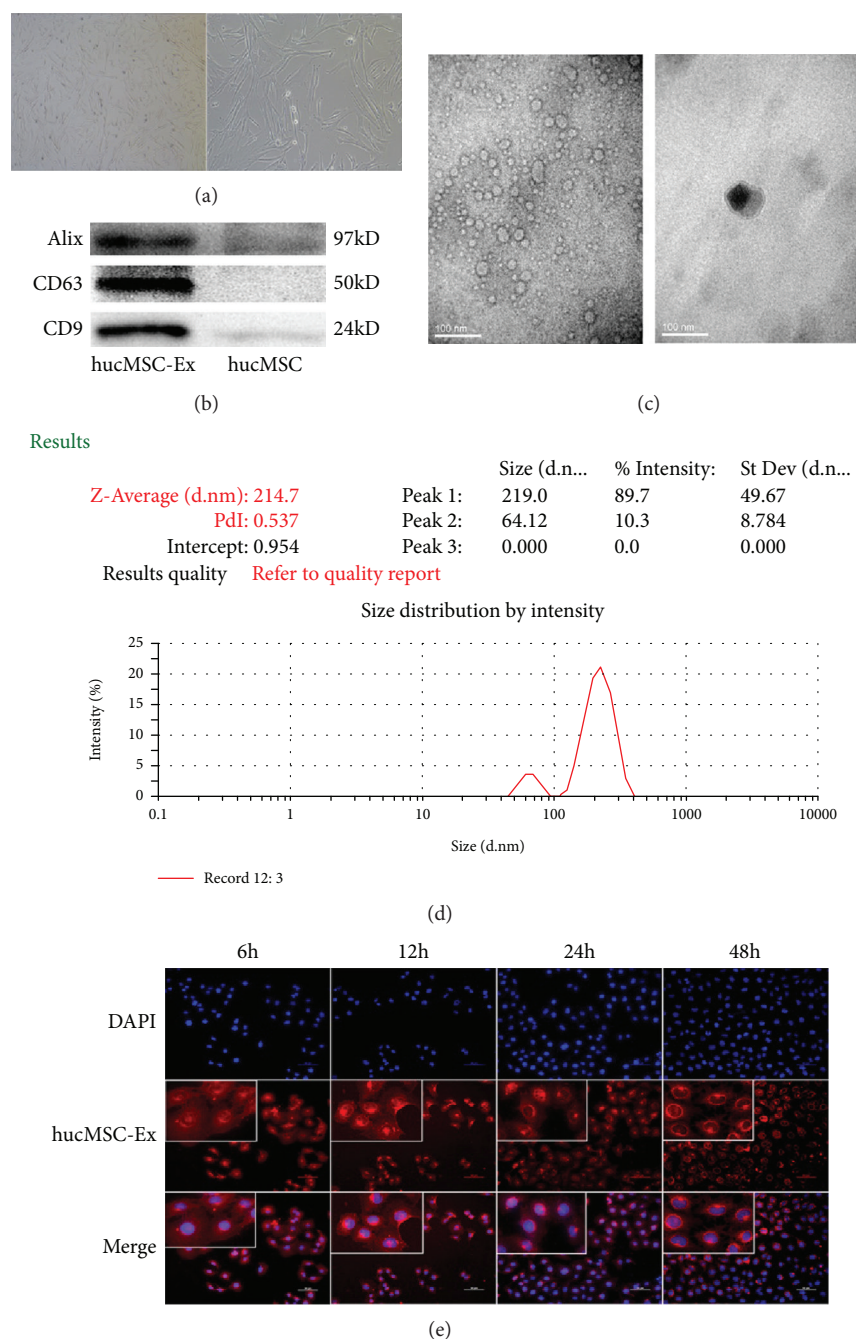 (a)
Alix 97kD
CD63 50kD
CD9 24kD
hucMSC-Ex hucMSC
(b)
100 nm 100 nm
(c)
Results
Size (d.n... % Intensity: St Dev (d.n...
Z-Average (d.nm): 214.7 Peak 1: 219.0 89.7 49.67
PdI: 0.537 Peak 2: 64.12 10.3 8.784
Intercept: 0.954 Peak 3: 0.000 0.0 0.000
Results quality Refer to quality report
Size distribution by intensity
Intensity (%)
25
20
15
10
5
0
0.1 1 10 100 1000 10000
Size (d.nm)
Record 12: 3
(d)
6h 12h 24h 48h
DAPI
hucMSC-Ex
Merge
(e)